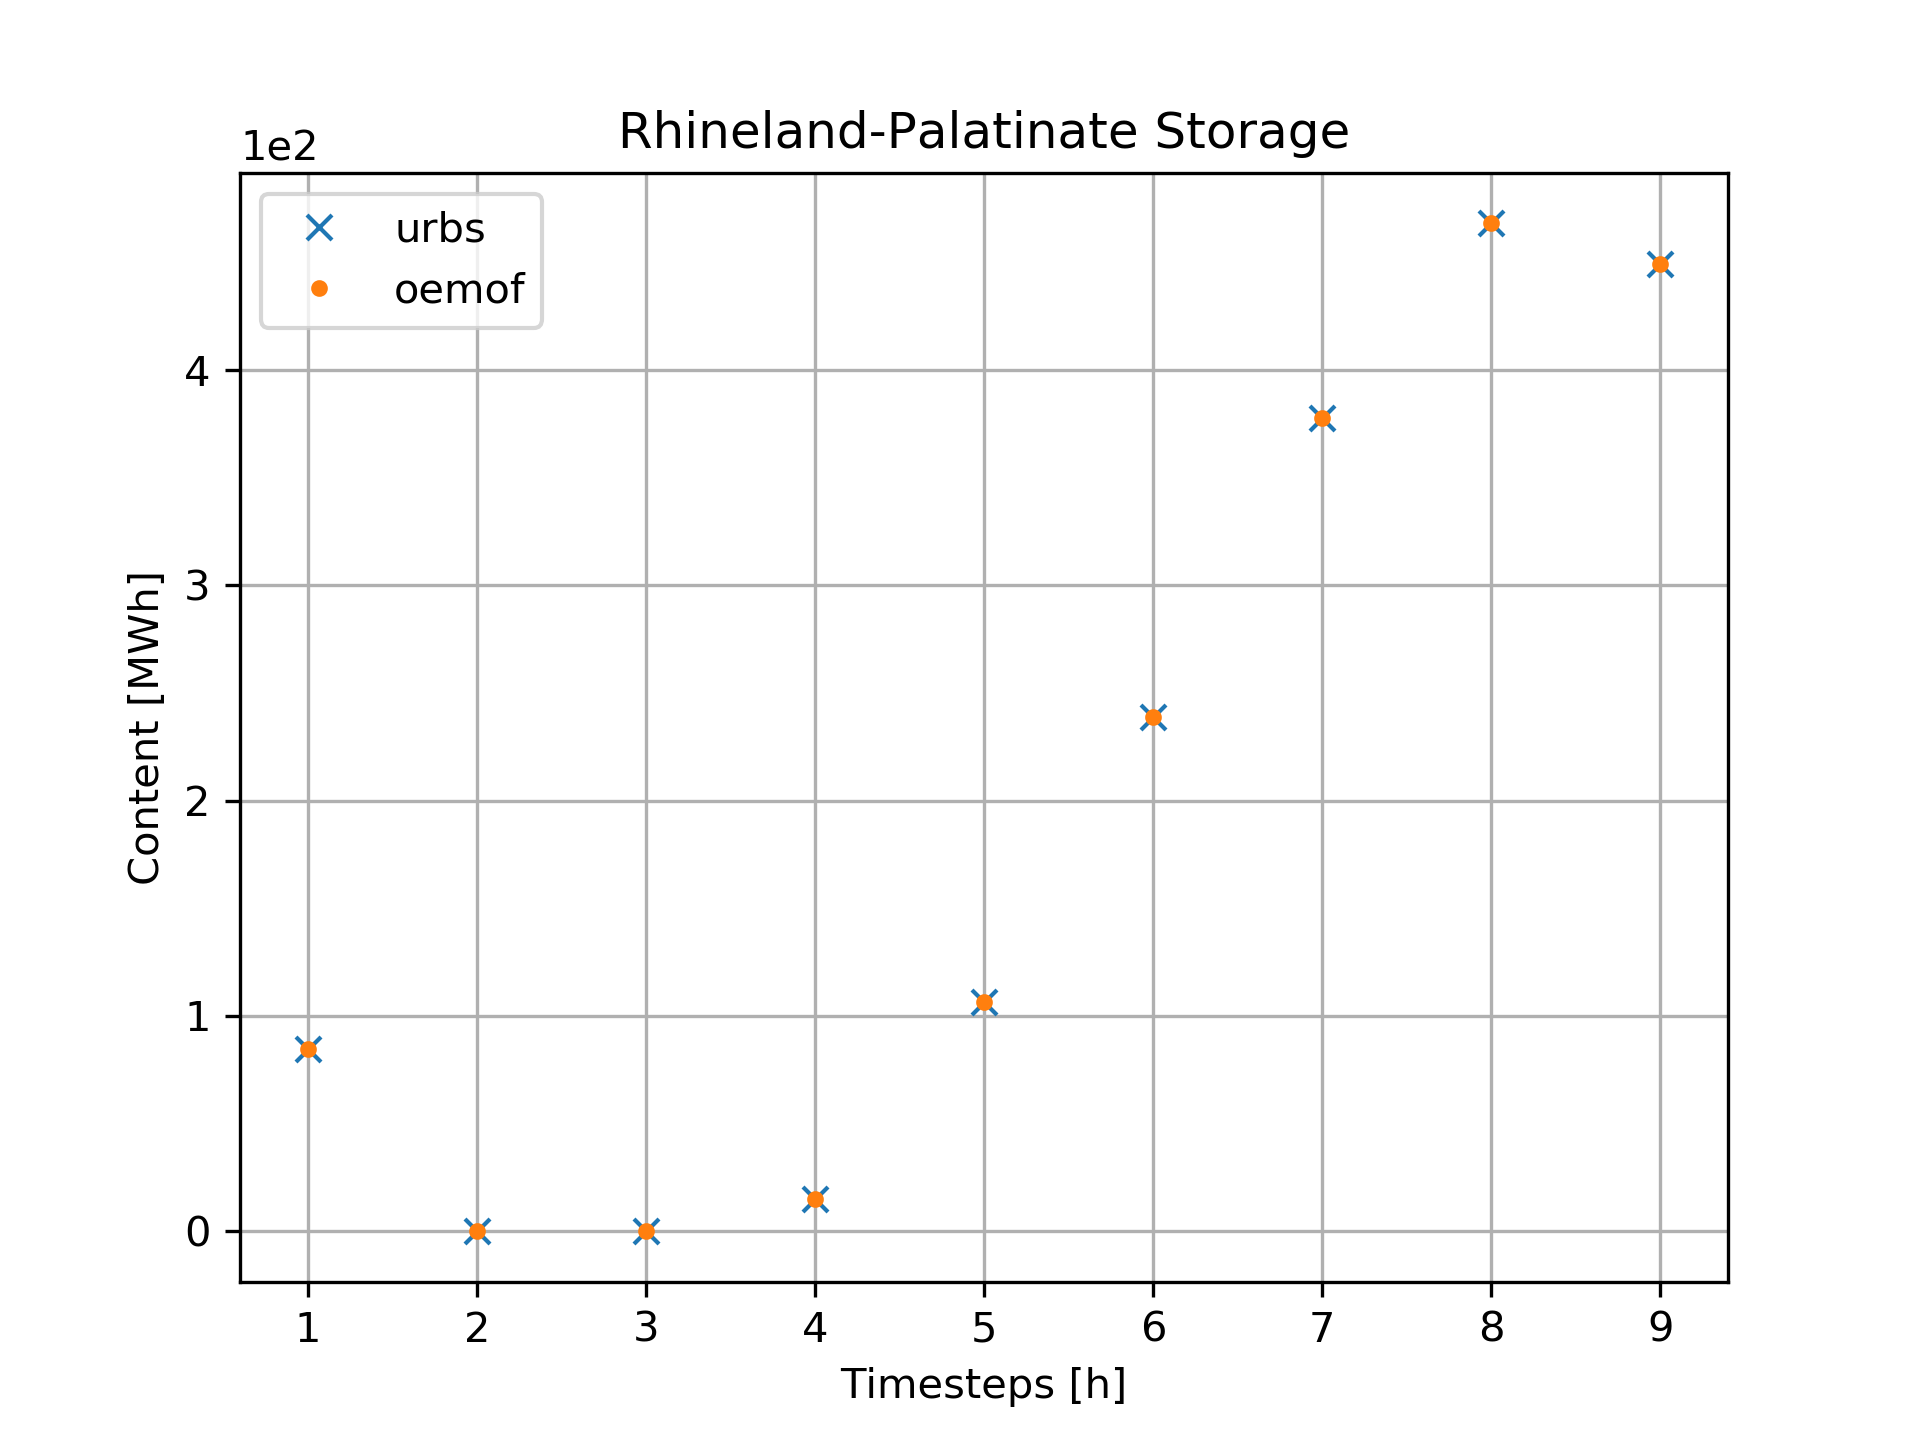 Rhineland-Palatinate Storage
1e2
urbs
oemof
4
3
2
1
0
Content [MWh]
1 2 3 4 5 6 7 8 9
Timesteps [h]